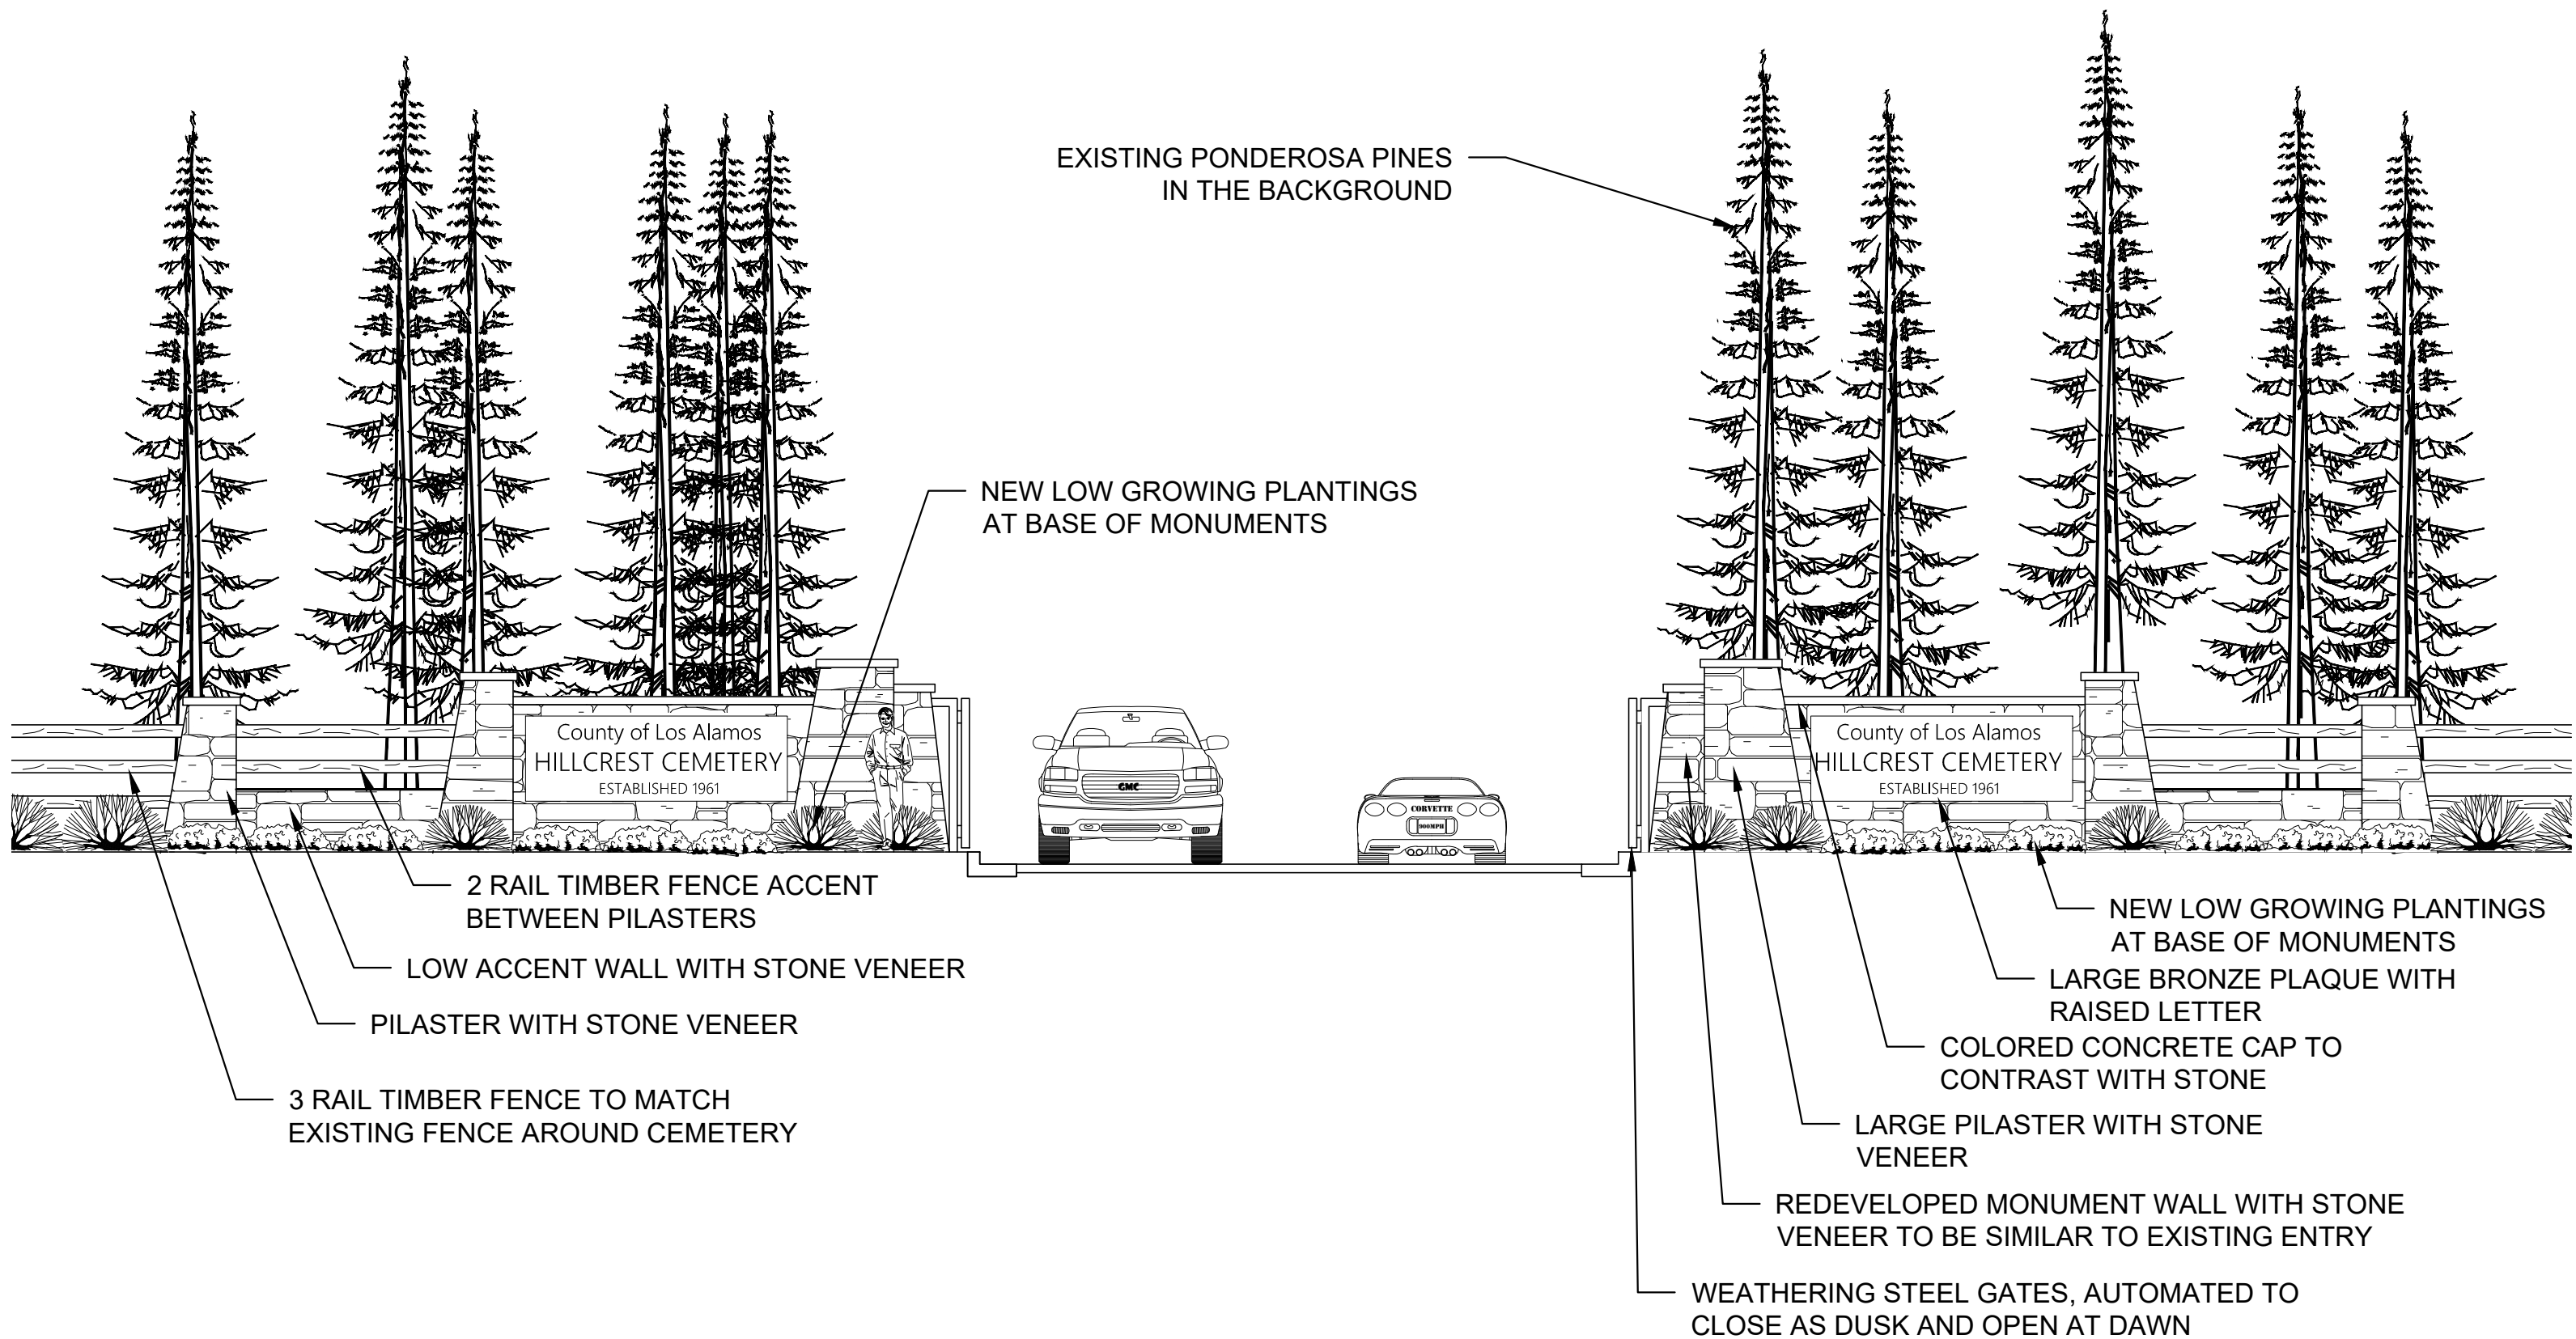 EXISTING PONDEROSA PINES
IN THE BACKGROUND
NEW LOW GROWING PLANTINGS
AT BASE OF MONUMENTS
County of Los Alamos
HILLCREST CEMETERY
ESTABLISHED 1961
GMC
CORVETTE
900MPH
County of Los Alamos
HILLCREST CEMETERY
ESTABLISHED 1961
2 RAIL TIMBER FENCE ACCENT
BETWEEN PILASTERS
LOW ACCENT WALL WITH STONE VENEER
PILASTER WITH STONE VENEER
3 RAIL TIMBER FENCE TO MATCH
EXISTING FENCE AROUND CEMETERY
NEW LOW GROWING PLANTINGS
AT BASE OF MONUMENTS
LARGE BRONZE PLAQUE WITH
RAISED LETTER
COLORED CONCRETE CAP TO
CONTRAST WITH STONE
LARGE PILASTER WITH STONE
VENEER
REDEVELOPED MONUMENT WALL WITH STONE
VENEER TO BE SIMILAR TO EXISTING ENTRY
WEATHERING STEEL GATES, AUTOMATED TO
CLOSE AS DUSK AND OPEN AT DAWN